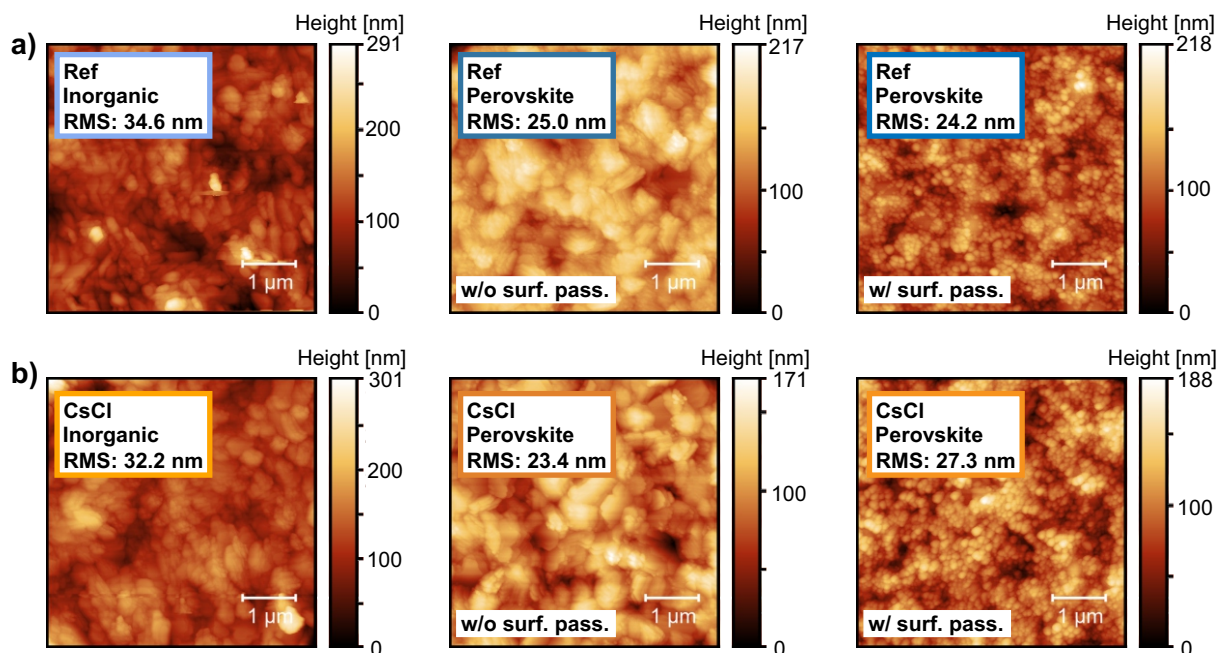 a)
Height [nm]
291
200
100
0
Ref
Inorganic
RMS: 34.6 nm
1 µm
Height [nm]
217
100
0
Ref
Perovskite
RMS: 25.0 nm
1 µm
w/o surf. pass.
Height [nm]
218
100
0
Ref
Perovskite
RMS: 24.2 nm
1 µm
w/ surf. pass.
b)
Height [nm]
301
200
100
0
CsCl
Inorganic
RMS: 32.2 nm
1 µm
Height [nm]
171
100
0
CsCl
Perovskite
RMS: 23.4 nm
1 µm
w/o surf. pass.
Height [nm]
188
100
0
CsCl
Perovskite
RMS: 27.3 nm
1 µm
w/ surf. pass.